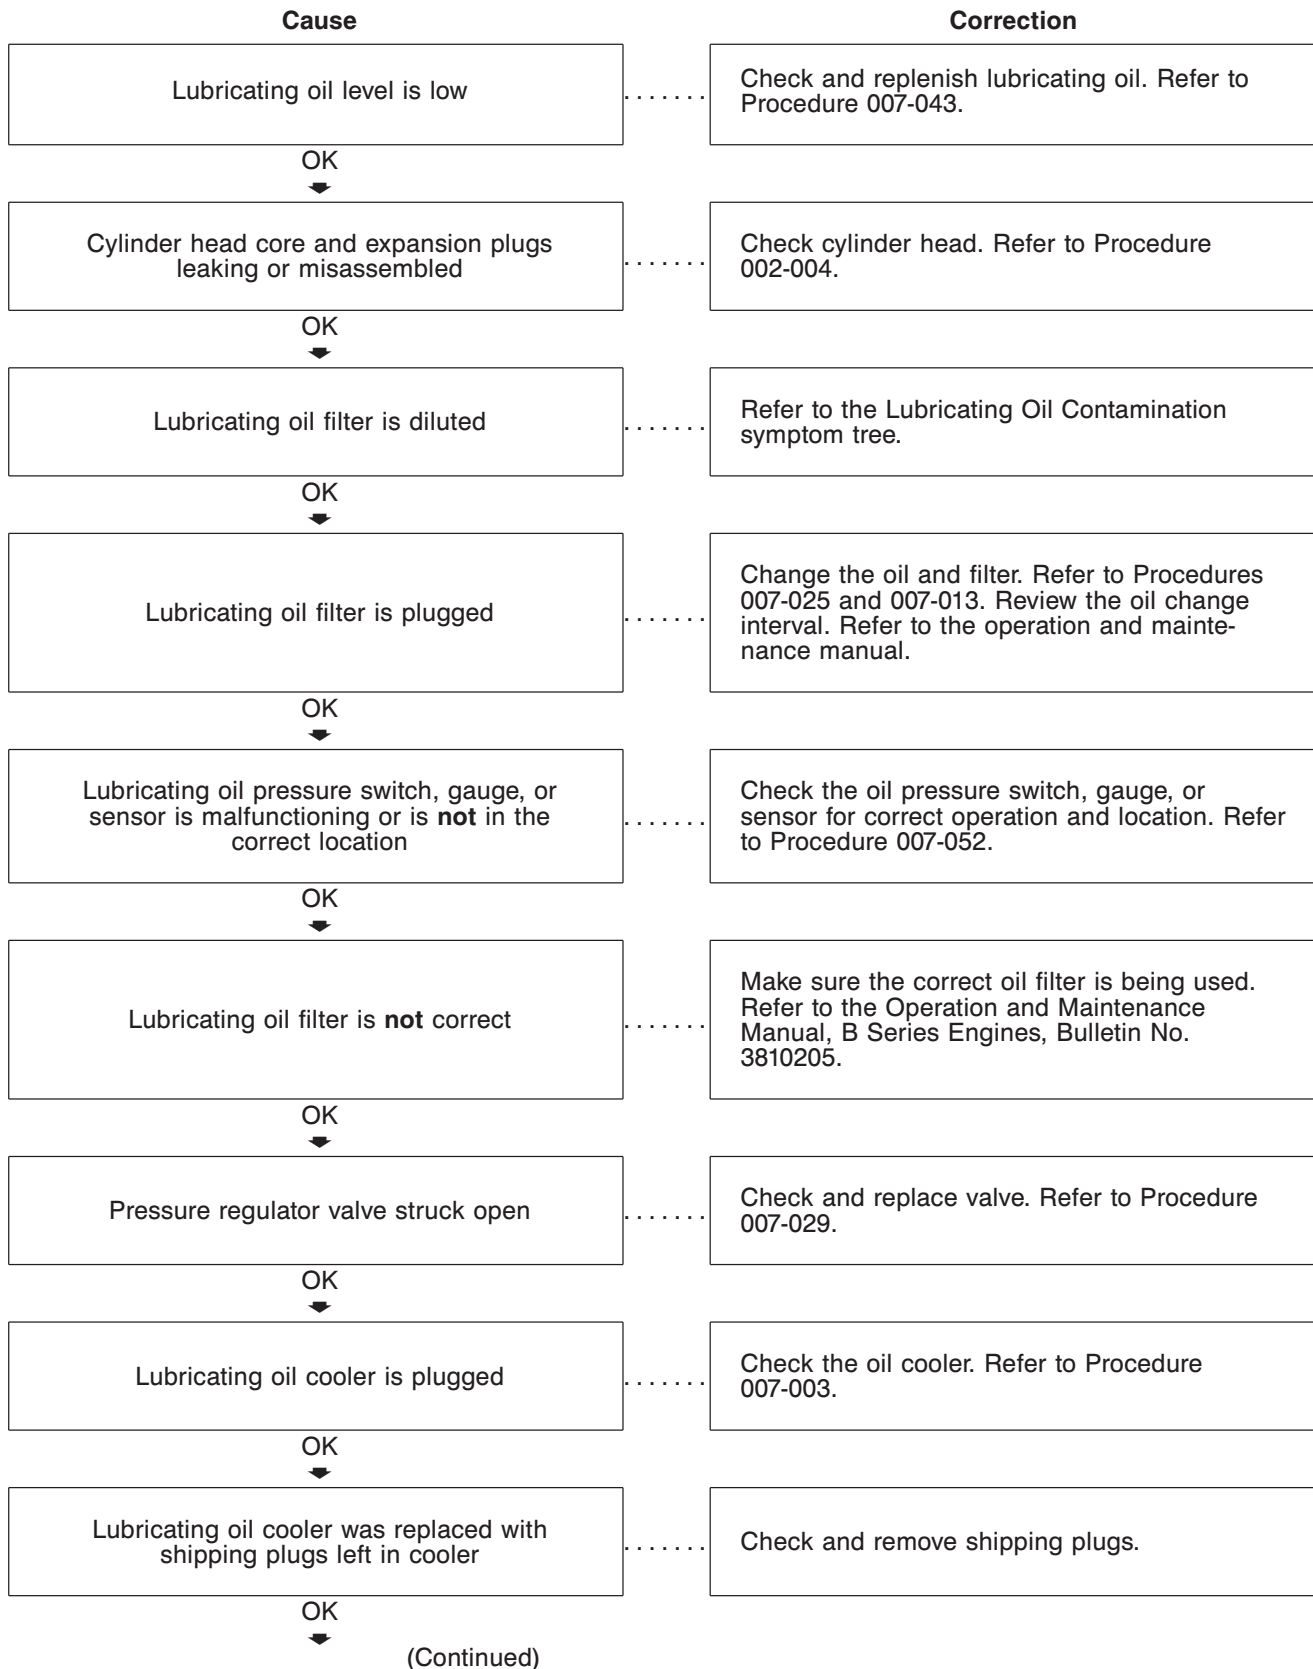 Cause
Correction
Lubricating oil level is low
. . . . . . .
Check and replenish lubricating oil. Refer to
Procedure 007-043.
OK
Cylinder head core and expansion plugs
leaking or misassembled
. . . . . . .
Check cylinder head. Refer to Procedure
002-004.
OK
Lubricating oil filter is diluted
. . . . . . .
Refer to the Lubricating Oil Contamination
symptom tree.
OK
Lubricating oil filter is plugged
. . . . . . .
Change the oil and filter. Refer to Procedures
007-025 and 007-013. Review the oil change
interval. Refer to the operation and mainte-
nance manual.
OK
Lubricating oil pressure switch, gauge, or
sensor is malfunctioning or is not in the
correct location
. . . . . . .
Check the oil pressure switch, gauge, or
sensor for correct operation and location. Refer
to Procedure 007-052.
OK
Lubricating oil filter is not correct
. . . . . . .
Make sure the correct oil filter is being used.
Refer to the Operation and Maintenance
Manual, B Series Engines, Bulletin No.
3810205.
OK
Pressure regulator valve struck open
. . . . . . .
Check and replace valve. Refer to Procedure
007-029.
OK
Lubricating oil cooler is plugged
. . . . . . .
Check the oil cooler. Refer to Procedure
007-003.
OK
Lubricating oil cooler was replaced with
shipping plugs left in cooler
. . . . . . .
Check and remove shipping plugs.
OK
(Continued)